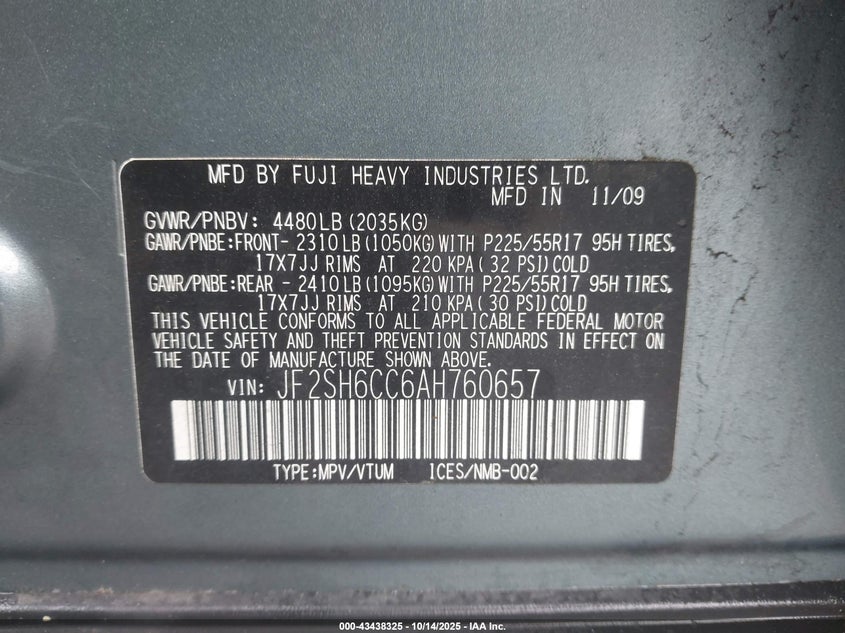 MFD BY FUJI HEAVY INDUSTRIES LTD.
MFD IN 11/09
GVWR/PNBV: 4480LB (2035KG)
GAWR/PNBE:FRONT- 2310LB (1050KG) WITH P225/55R17 95H TIRES,
17X7JJ RIMS AT 220 KPA ( 32 PSI) COLD
GAWR/PNBE:REAR - 2410LB (1095KG) WITH P225/55R17 95H TIRES,
17X7JJ RIMS AT 210 KPA ( 30 PSI) COLD
THIS VEHICLE CONFORMS TO ALL APPLICABLE FEDERAL MOTOR
VEHICLE SAFETY AND THEFT PREVENTION STANDARDS IN EFFECT ON
THE DATE OF MANUFACTURE SHOWN ABOVE.
VIN: JF2SH6CC6AH760657
TYPE:MPV/VTUM ICES/NMB-002
000-43438325 - 10/14/2025 - IAA Inc.